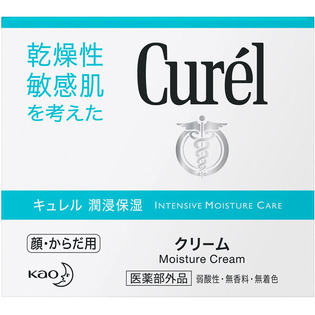 乾燥性
敏感肌
を考えた
Curél
キュレル 潤浸保湿 INTENSIVE MOISTURE CARE
顔・からだ用
クリーム
Moisture Cream
Kao
医薬部外品 弱酸性・無香料・無着色